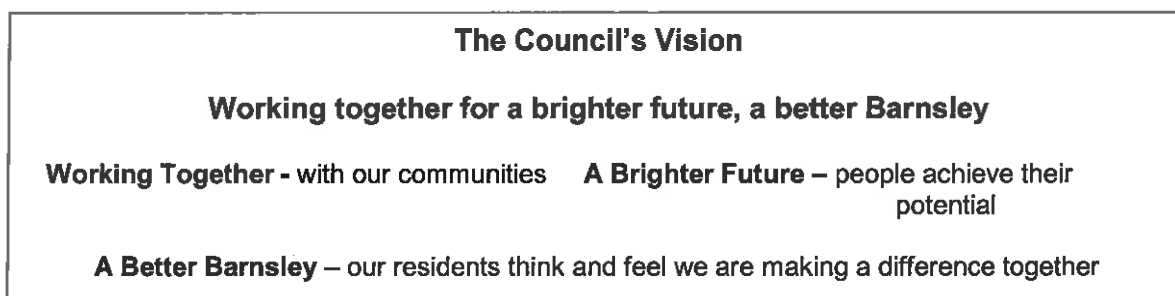 The Council's Vision
Working together for a brighter future, a better Barnsley
Working Together - with our communities A Brighter Future – people achieve their
potential
A Better Barnsley – our residents think and feel we are making a difference together